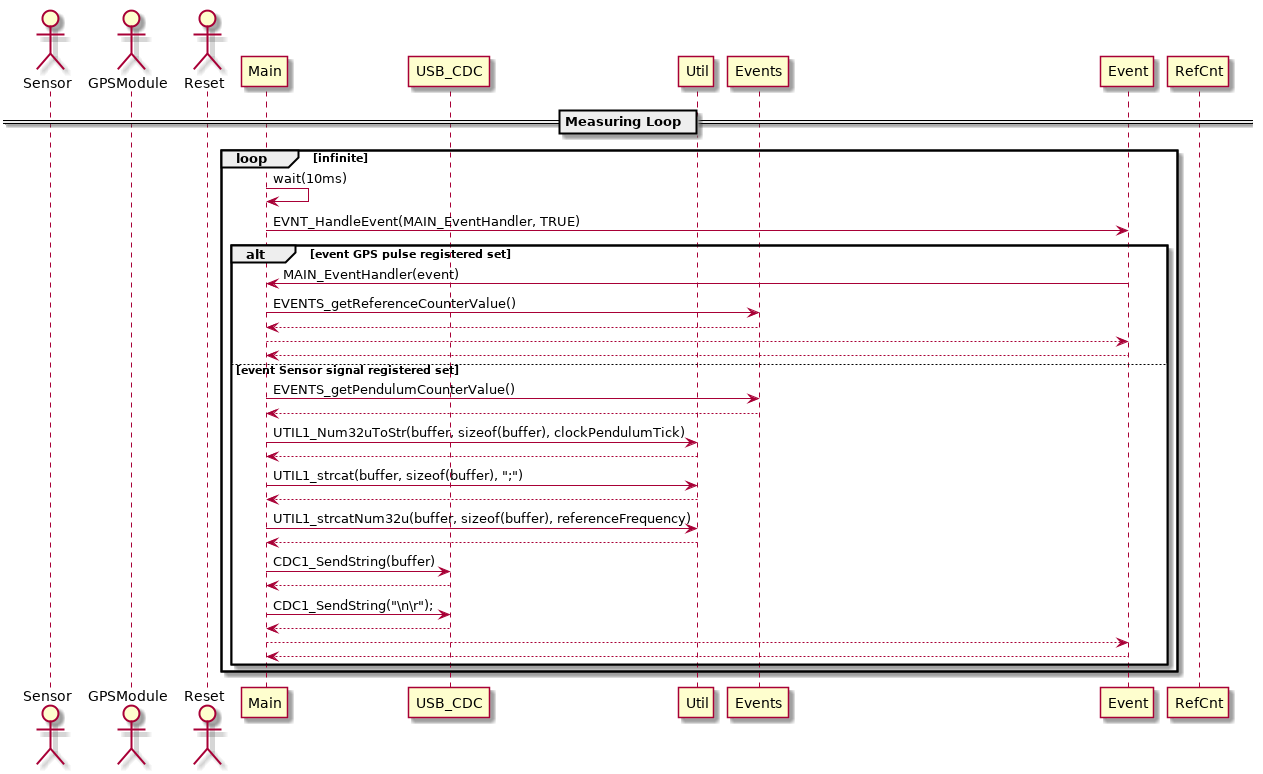 Sensor GPSModule Reset Main USB_CDC Util Events Event RefCnt
Measuring Loop
loop [infinite]
wait(10ms)
EVNT_HandleEvent(MAIN_EventHandler, TRUE)
alt [event GPS pulse registered set]
MAIN_EventHandler(event)
EVENTS_getReferenceCounterValue()
[event Sensor signal registered set]
EVENTS_getPendulumCounterValue()
UTIL1_Num32uToStr(buffer, sizeof(buffer), clockPendulumTick)
UTIL1_strcat(buffer, sizeof(buffer), ";")
UTIL1_strcatNum32u(buffer, sizeof(buffer), referenceFrequency)
CDC1_SendString(buffer)
CDC1_SendString("\n\r");
Sensor GPSModule Reset Main USB_CDC Util Events Event RefCnt